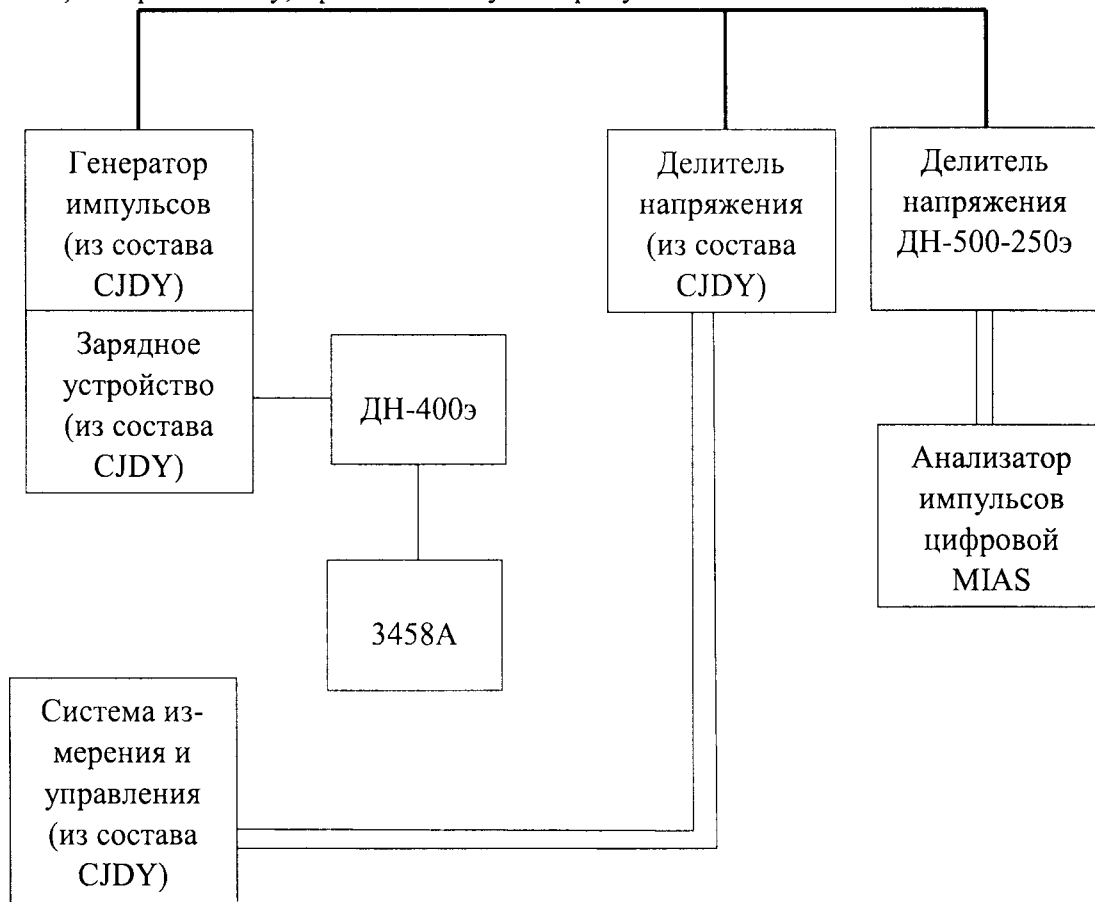 Генератор
импульсов
(из состава
CJDY)
Зарядное
устройство
(из состава
CJDY)
ДН-400э
3458А
Делитель
напряжения
(из состава
CJDY)
Делитель
напряжения
ДН-500-250э
Анализатор
импульсов
цифровой
MIAS
Система из-
мерения и
управления
(из состава
CJDY)